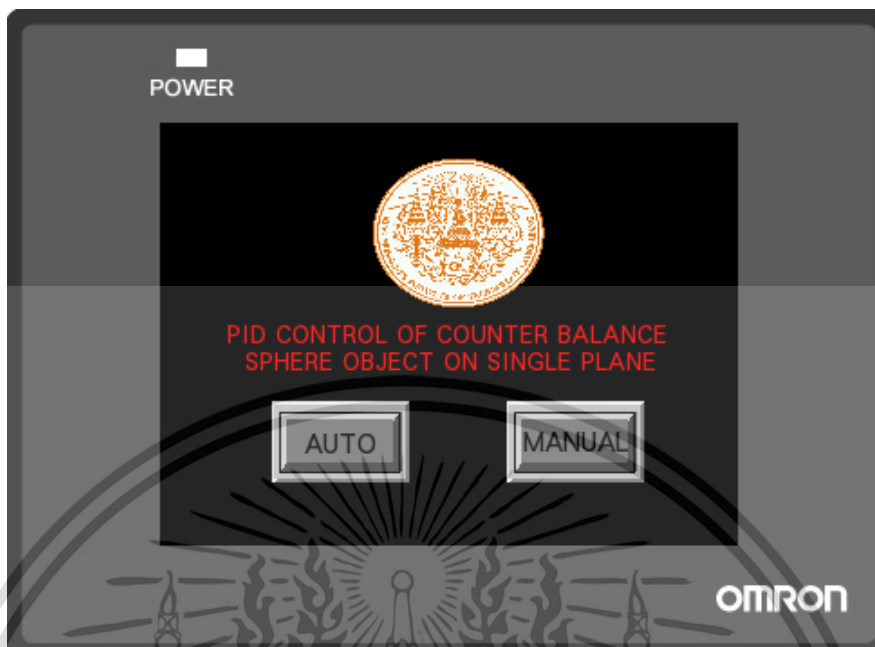 POWER
PID CONTROL OF COUNTER BALANCE
SPHERE OBJECT ON SINGLE PLANE
AUTO
MANUAL
OMRON